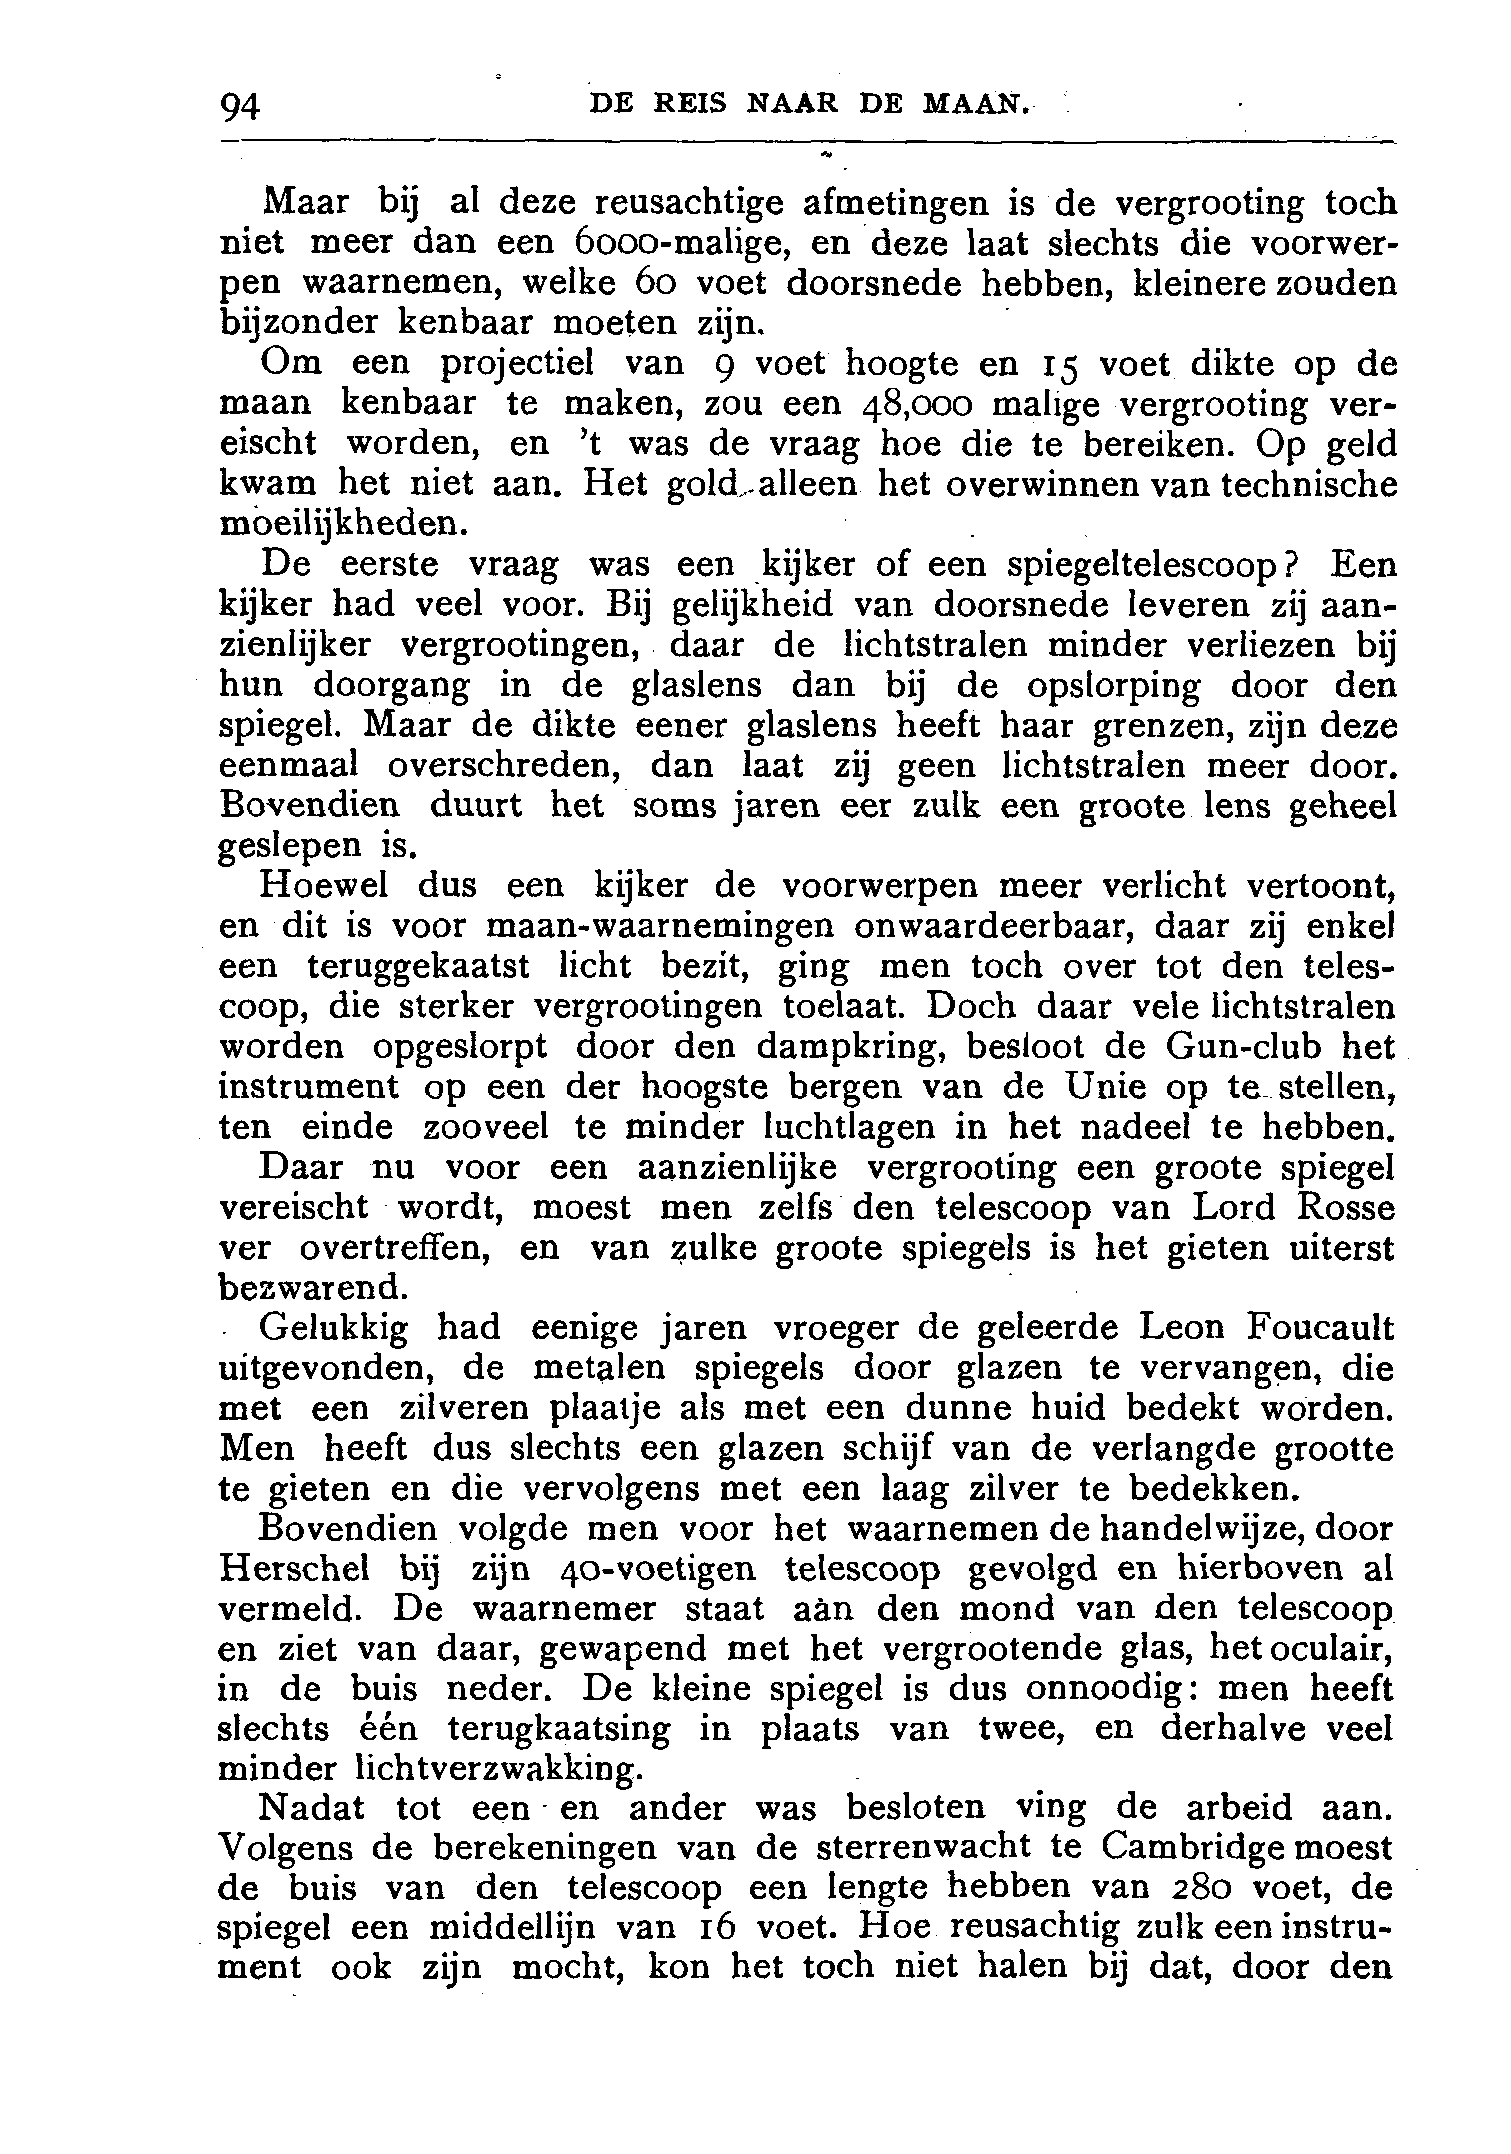 94 DE REIS NAAR DE MAAN.
Maar bij al deze reusachtige afmetingen is de vergrooting toch
niet meer dan een 6000-malige, en deze laat slechts die voorwer-
pen waarnemen, welke 60 voet doorsnede hebben, kleinere zouden
bijzonder kenbaar moeten zijn.
Om een projectiel van 9 voet hoogte en 15 voet dikte op de
maan kenbaar te maken, zou een 48,000 malige vergrooting ver-
eischt worden, en 't was de vraag hoe die te bereiken. Op geld
kwam het niet aan. Het gold alleen het overwinnen van technische
moeilijkheden.
De eerste vraag was een kijker of een spiegeltelescoop? Een
kijker had veel voor. Bij gelijkheid van doorsnede leveren zij aan-
zienlijker vergrootingen, daar de lichtstralen minder verliezen bij
hun doorgang in de glaslens dan bij de opslorping door den
spiegel. Maar de dikte eener glaslens heeft haar grenzen, zijn deze
eenmaal overschreden, dan laat zij geen lichtstralen meer door.
Bovendien duurt het soms jaren eer zulk een groote lens geheel
geslepen is.
Hoewel dus een kijker de voorwerpen meer verlicht vertoont,
en dit is voor maan-waarnemingen onwaardeerbaar, daar zij enkel
een teruggekaatst licht bezit, ging men toch over tot den teles-
coop, die sterker vergrootingen toelaat. Doch daar vele lichtstralen
worden opgeslorpt door den dampkring, besloot de Gun-club het
instrument op een der hoogste bergen van de Unie op te stellen,
ten einde zooveel te minder luchtlagen in het nadeel te hebben.
Daar nu voor een aanzienlijke vergrooting een groote spiegel
vereischt wordt, moest men zelfs den telescoop van Lord Rosse
ver overtreffen, en van zulke groote spiegels is het gieten uiterst
bezwarend.
Gelukkig had eenige jaren vroeger de geleerde Leon Foucault
uitgevonden, de metalen spiegels door glazen te vervangen, die
met een zilveren plaatje als met een dunne huid bedekt worden.
Men heeft dus slechts een glazen schijf van de verlangde grootte
te gieten en die vervolgens met een laag zilver te bedekken.
Bovendien volgde men voor het waarnemen de handelwijze, door
Herschel bij zijn 40-voetigen telescoop gevolgd en hierboven al
vermeld. De waarnemer staat aàn den mond van den telescoop
en ziet van daar, gewapend met het vergrootende glas, het oculair,
in de buis neder. De kleine spiegel is dus onnoodig: men heeft
slechts één terugkaatsing in plaats van twee, en derhalve veel
minder lichtverzwakking.
Nadat tot een en ander was besloten ving de arbeid aan.
Volgens de berekeningen van de sterrenwacht te Cambridge moest
de buis van den telescoop een lengte hebben van 280 voet, de
spiegel een middellijn van 16 voet. Hoe reusachtig zulk een instru-
ment ook zijn mocht, kon het toch niet halen bij dat, door den